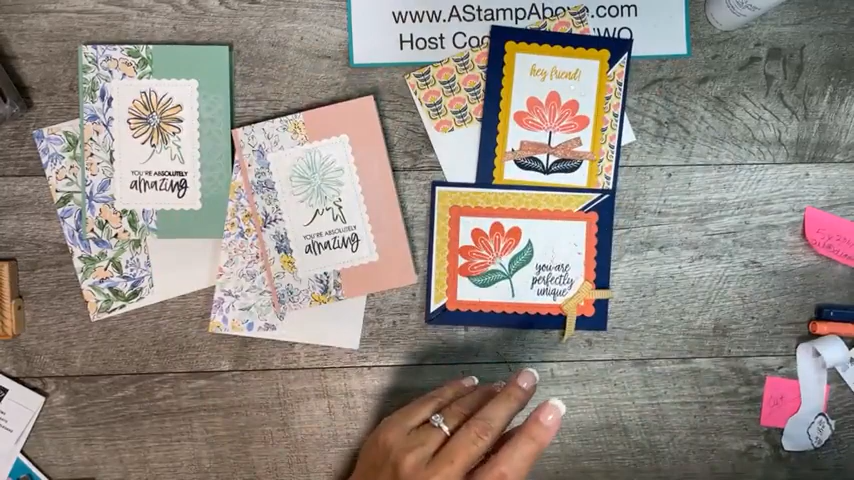 www.AStampAbove.com
Host Co
hey friend!
YOU'RE ABSOLUTELY
amazing
YOU'RE ABSOLUTELY
amazing
you are
perfectly
unique